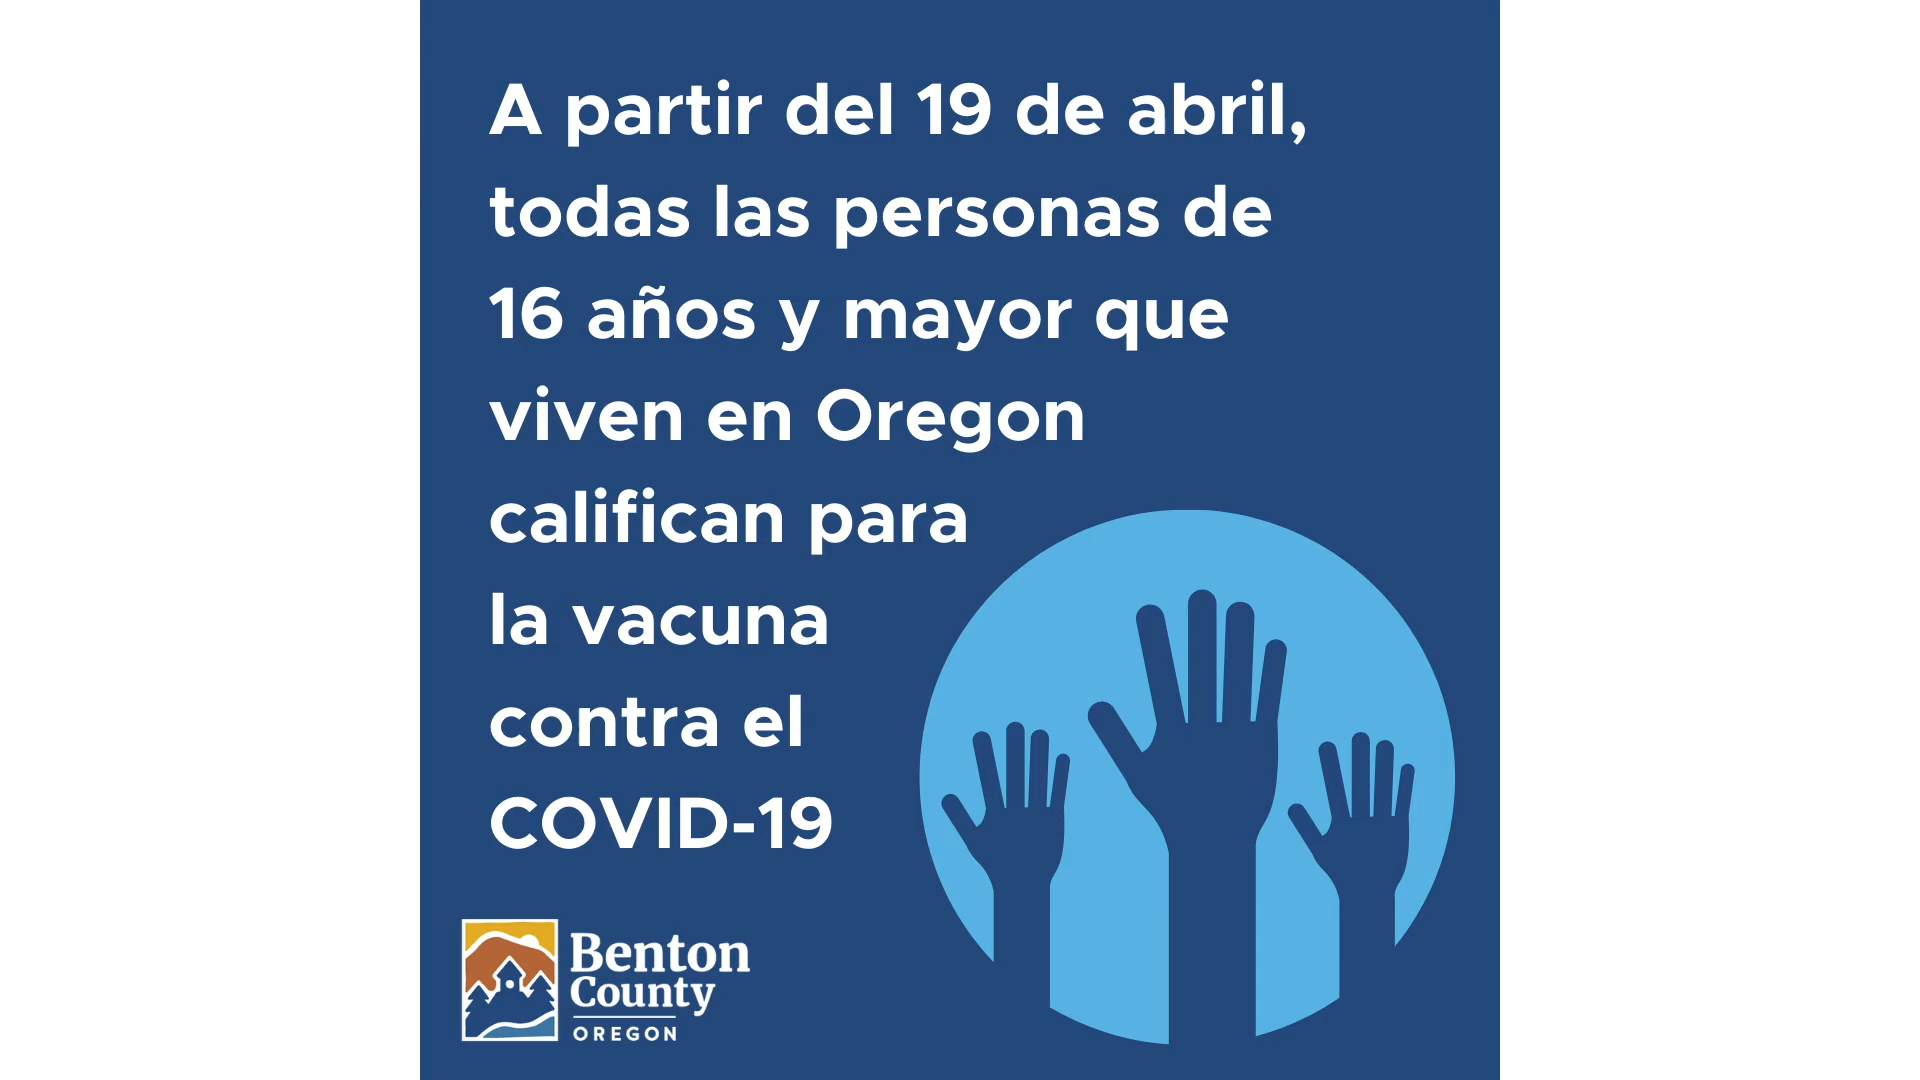 A partir del 19 de abril,
todas las personas de
16 años y mayor que
viven en Oregon
califican para
la vacuna
contra el
COVID-19
Benton
County
OREGON